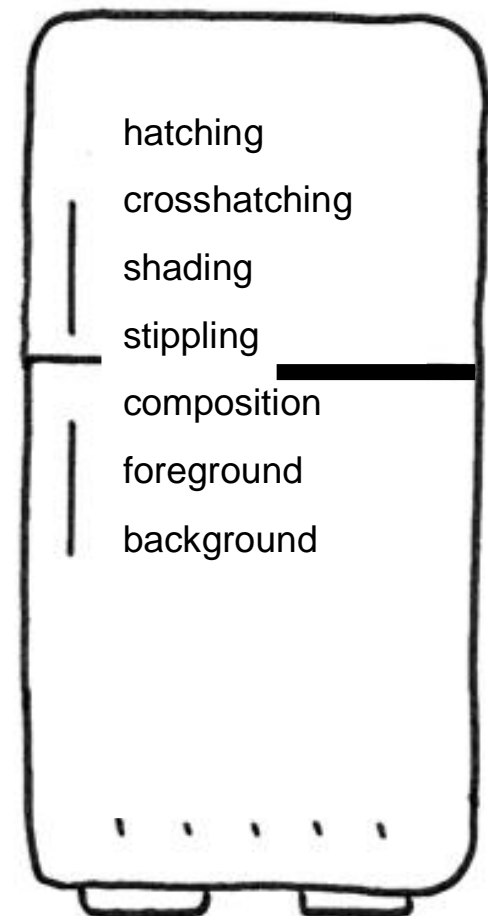 hatching
crosshatching
shading
stippling
composition
foreground
background